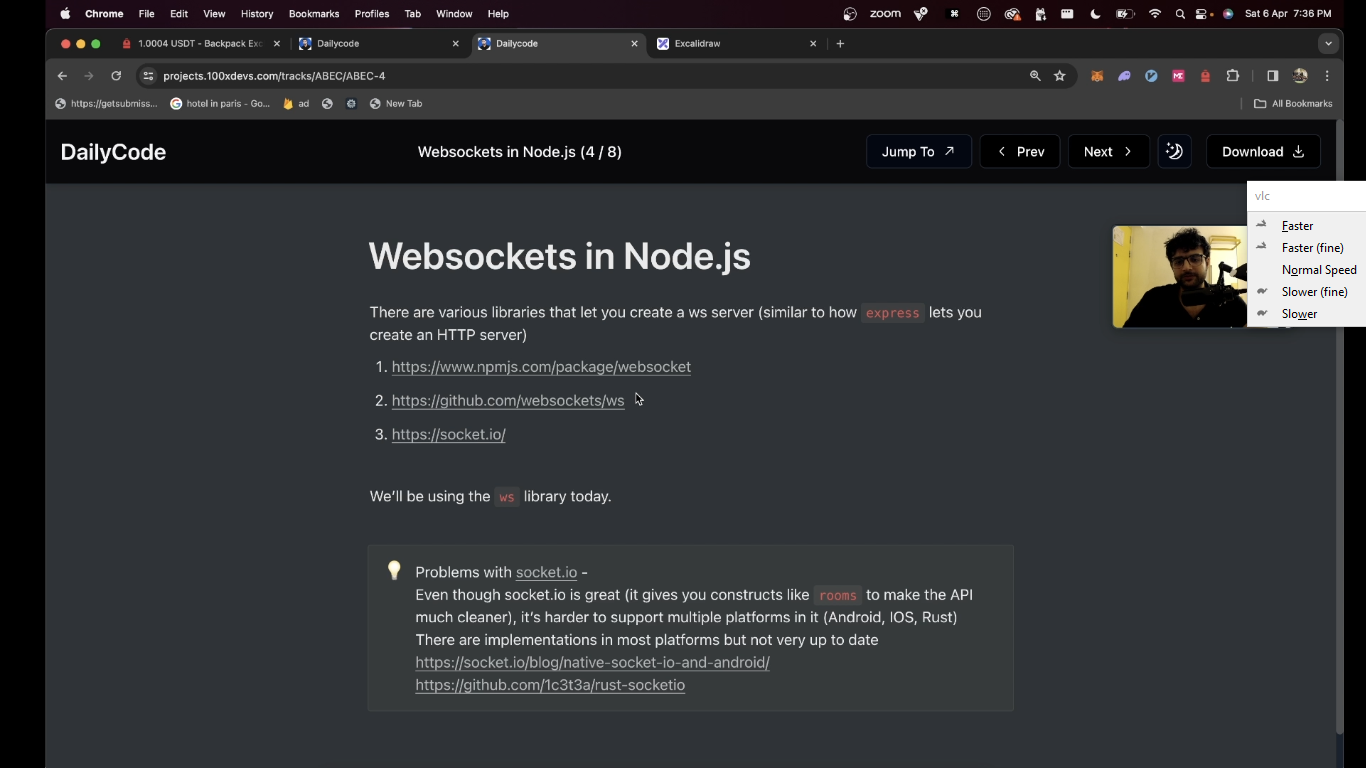 Chrome File Edit View History Bookmarks Profiles Tab Window Help zoom Sat 6 Apr 7:36 PM
1.0004 USDT - Backpack Exc Dailycode Dailycode Excalidraw
projects.100xdevs.com/tracks/ABEC/ABEC-4
https://getsubmiss... hotel in paris - Go... ad New Tab All Bookmarks
DailyCode Websockets in Node.js (4 / 8) Jump To Prev Next Download
vlc
Faster
Faster (fine)
Normal Speed
Slower (fine)
Slower
Websockets in Node.js
There are various libraries that let you create a ws server (similar to how express lets you
create an HTTP server)
1. https://www.npmjs.com/package/websocket
2. https://github.com/websockets/ws
3. https://socket.io/
We'll be using the ws library today.
Problems with socket.io -
Even though socket.io is great (it gives you constructs like rooms to make the API
much cleaner), it's harder to support multiple platforms in it (Android, IOS, Rust)
There are implementations in most platforms but not very up to date
https://socket.io/blog/native-socket-io-and-android/
https://github.com/1c3t3a/rust-socketio